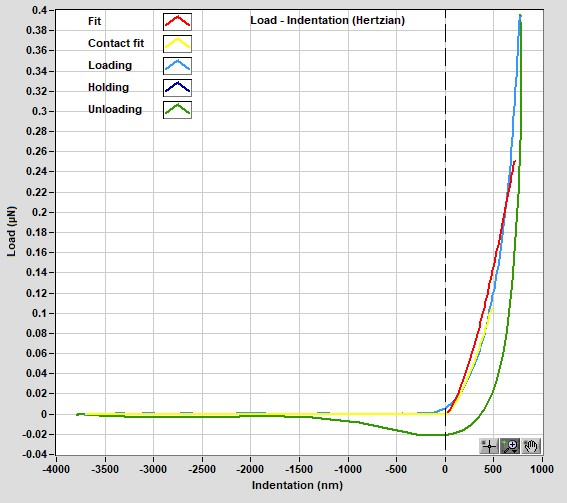 Load - Indentation (Hertzian)
Fit
Contact fit
Loading
Holding
Unloading
Load (µN)
0.4
0.38
0.36
0.34
0.32
0.3
0.28
0.26
0.24
0.22
0.2
0.18
0.16
0.14
0.12
0.1
0.08
0.06
0.04
0.02
0
-0.02
-0.04
-4000 -3500 -3000 -2500 -2000 -1500 -1000 -500 0 500 1000
Indentation (nm)